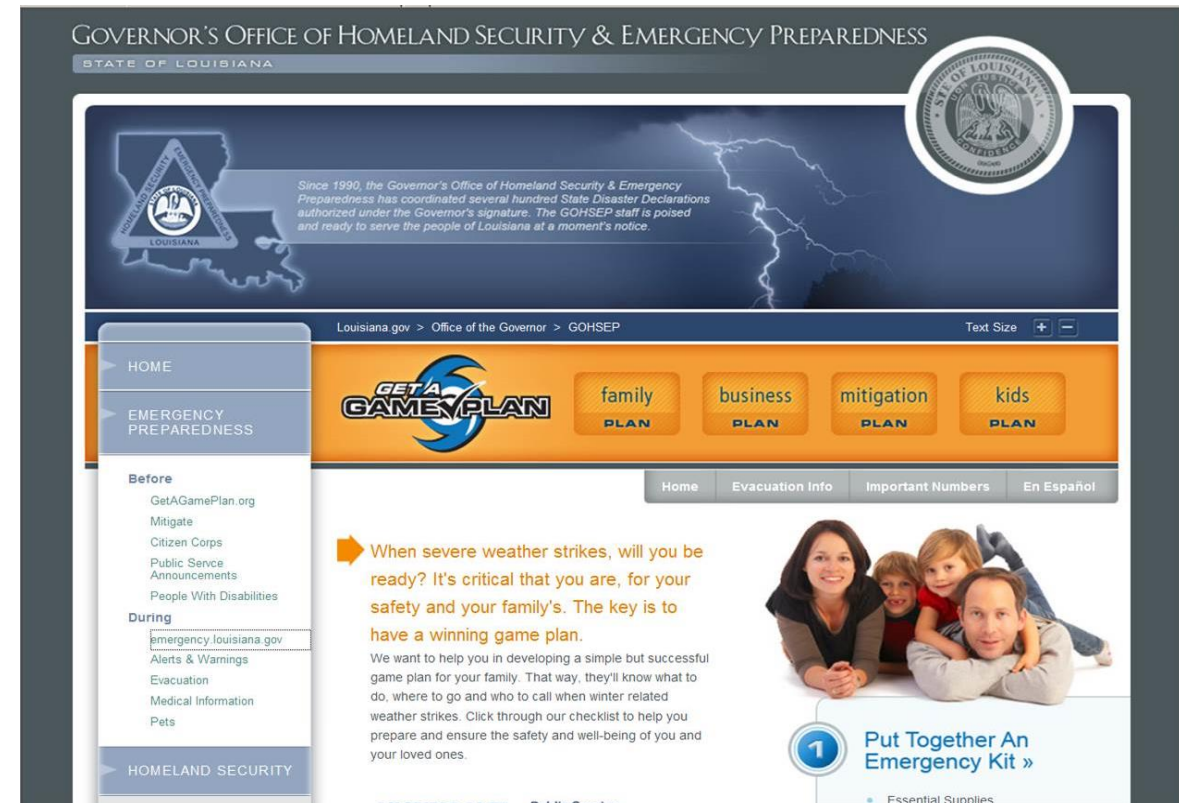 GOVERNOR'S OFFICE OF HOMELAND SECURITY & EMERGENCY PREPAREDNESS
STATE OF LOUISIANA
STATE OF LOUISIANA
UNION JUSTICE
CONFIDENCE
HOMELAND SECURITY
EMERGENCY PREPAREDNESS
LOUISIANA
Since 1990, the Governor's Office of Homeland Security & Emergency
Preparedness has coordinated several hundred State Disaster Declarations
authorized under the Governor's signature. The GOHSEP staff is poised
and ready to serve the people of Louisiana at a moment's notice.
Louisiana.gov > Office of the Governor > GOHSEP
Text Size + −
HOME
EMERGENCY
PREPAREDNESS
Before
GetAGamePlan.org
Mitigate
Citizen Corps
Public Servce
Announcements
People With Disabilities
During
emergency.louisiana.gov
Alerts & Warnings
Evacuation
Medical Information
Pets
HOMELAND SECURITY
GET A
GAME PLAN
family
PLAN
business
PLAN
mitigation
PLAN
kids
PLAN
Home Evacuation Info Important Numbers En Español
When severe weather strikes, will you be
ready? It's critical that you are, for your
safety and your family's. The key is to
have a winning game plan.
We want to help you in developing a simple but successful
game plan for your family. That way, they'll know what to
do, where to go and who to call when winter related
weather strikes. Click through our checklist to help you
prepare and ensure the safety and well-being of you and
your loved ones.
1
Put Together An
Emergency Kit »
Essential Supplies